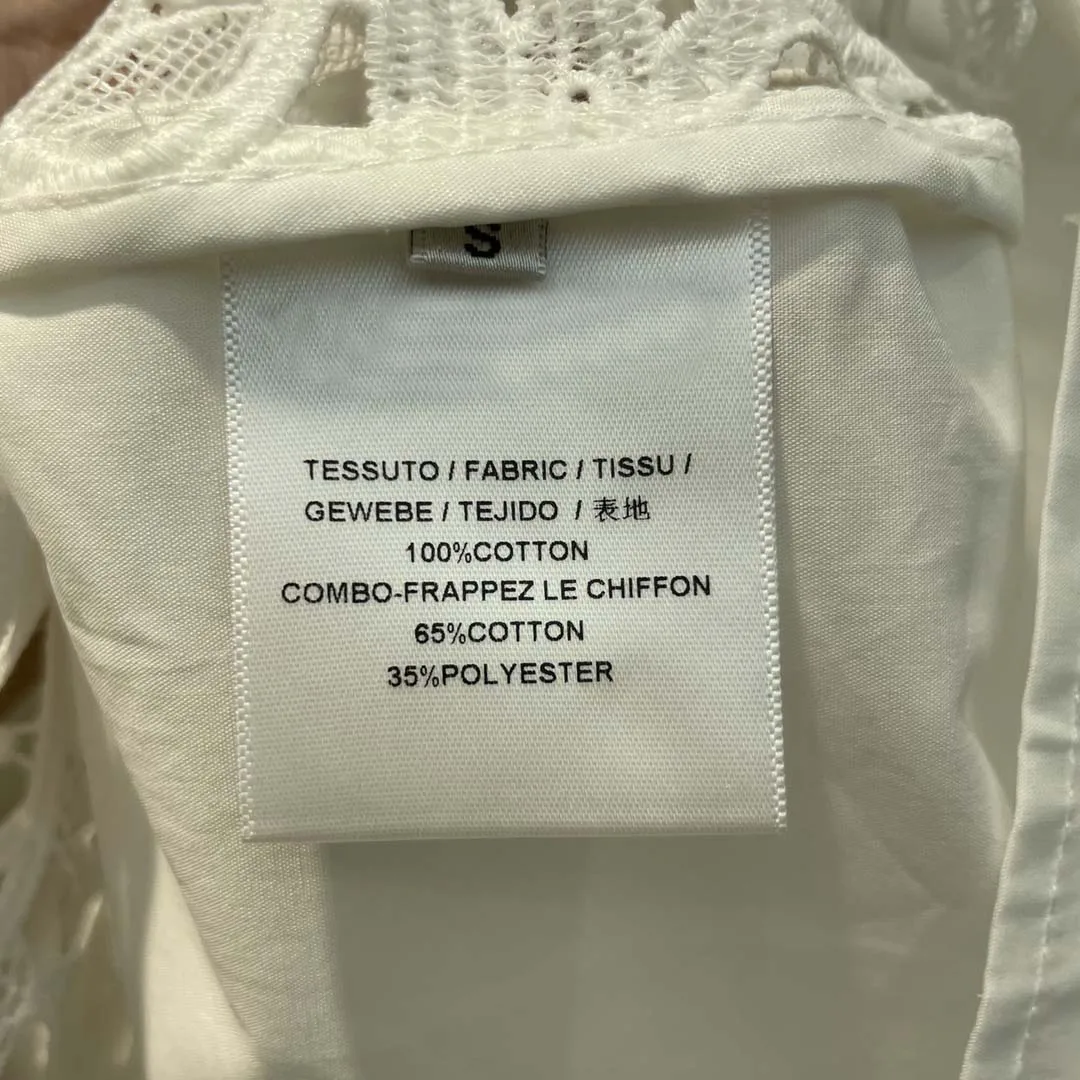 S
TESSUTO / FABRIC / TISSU /
GEWEBE / TEJIDO / 表地
100%COTTON
COMBO-FRAPPEZ LE CHIFFON
65%COTTON
35%POLYESTER